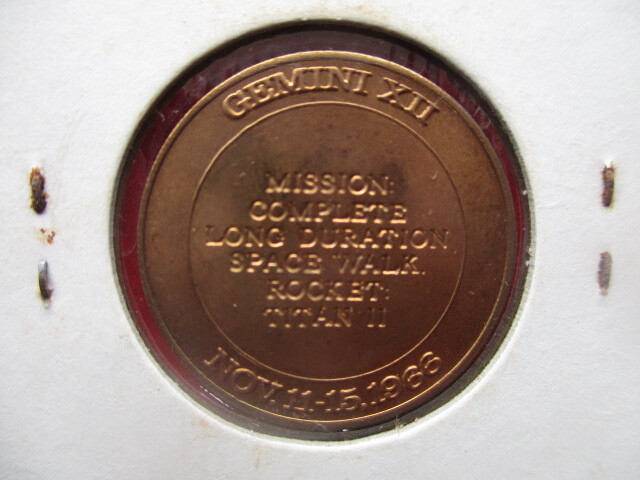 GEMINI XII
MISSION:
COMPLETE
LONG DURATION
SPACE WALK.
ROCKET:
TITAN II
NOV. 11-15. 1966